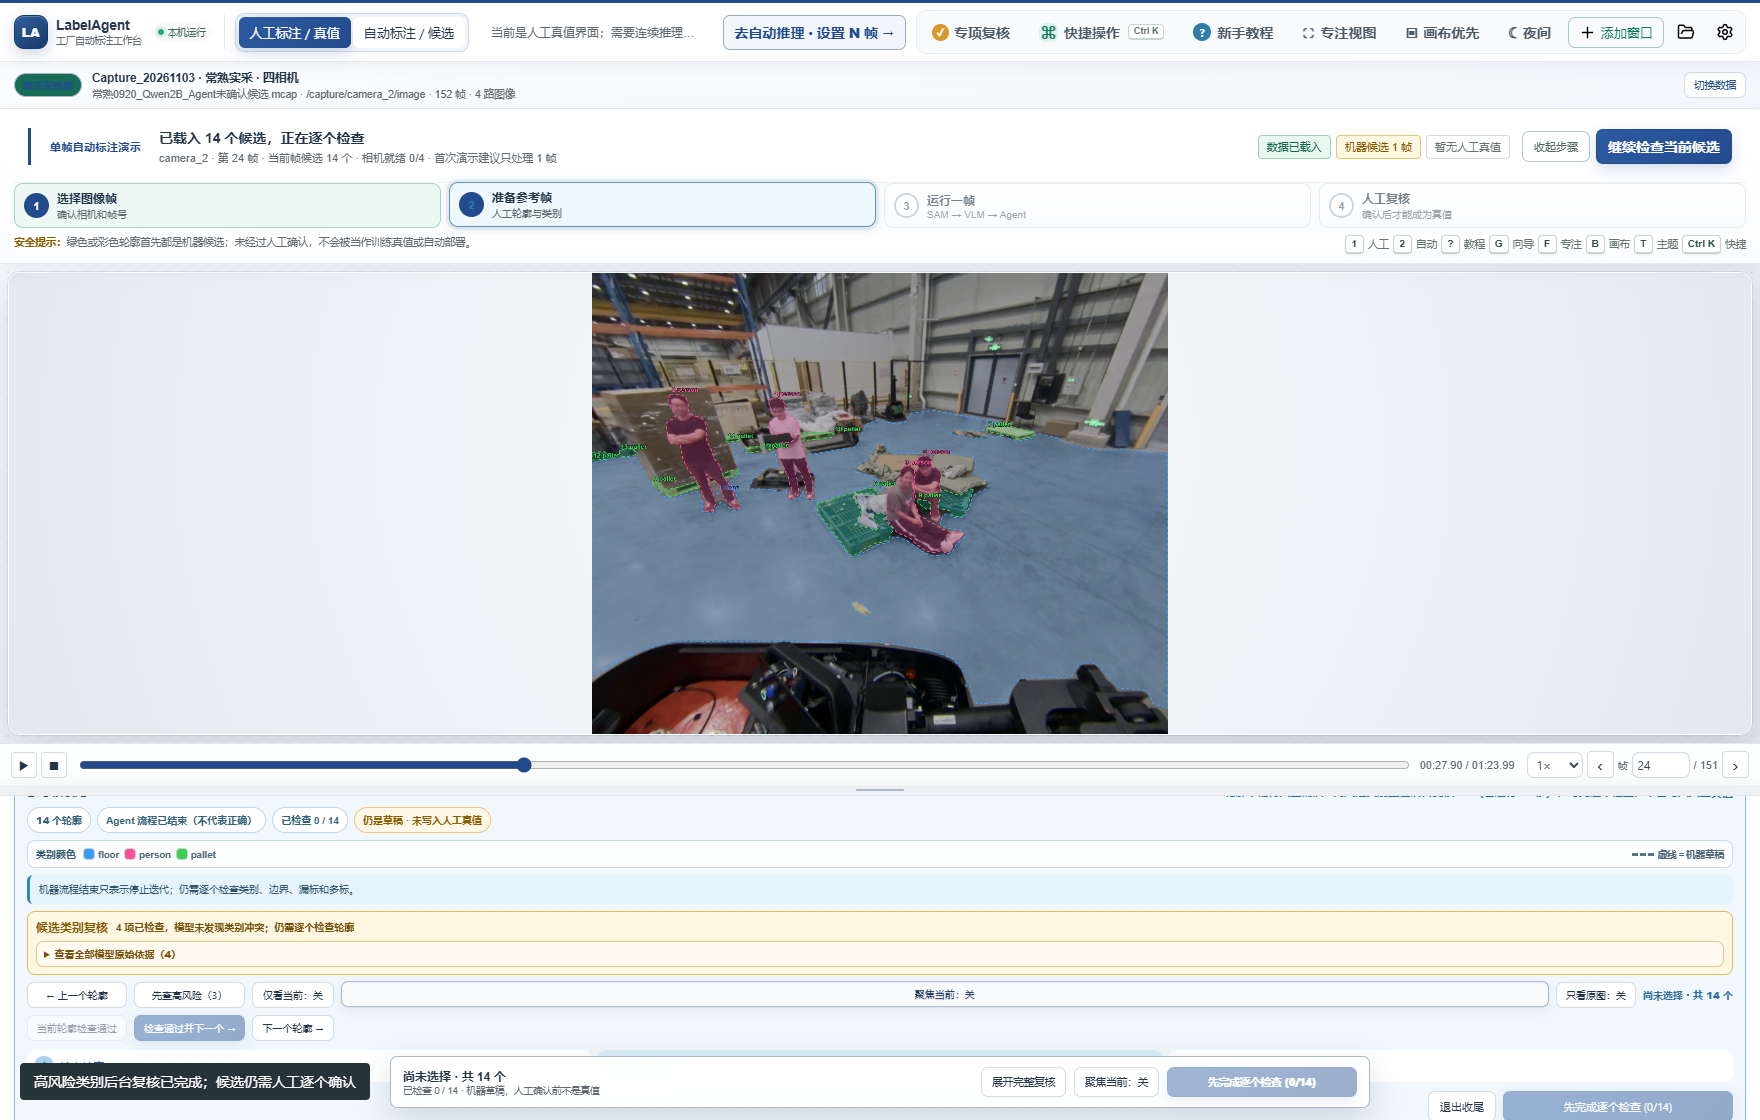 LA LabelAgent
工厂自动标注工作台
本机运行
人工标注 / 真值 自动标注 / 候选
当前是人工真值界面；需要连续推理...
去自动推理 · 设置 N 帧 →
专项复核
快捷操作 Ctrl K
? 新手教程
专注视图
画布优先
夜间
+ 添加窗口
Capture_20261103 · 常熟实采 · 四相机
常熟0920_Qwen2B_Agent未确认候选.mcap · /capture/camera_2/image · 152 帧 · 4 路图像
切换数据
单帧自动标注演示
已载入 14 个候选，正在逐个检查
camera_2 · 第 24 帧 · 当前帧候选 14 个 · 相机就绪 0/4 · 首次演示建议只处理 1 帧
数据已载入 机器候选 1 帧 暂无人工真值 收起步骤 继续检查当前候选
1 选择图像帧
确认相机和帧号
2 准备参考帧
人工轮廓与类别
3 运行一帧
SAM → VLM → Agent
4 人工复核
确认后才能成为真值
安全提示：绿色或彩色轮廓首先都是机器候选；未经过人工确认，不会被当作训练真值或自动部署。
1 人工 2 自动 ? 教程 G 向导 F 专注 B 画布 T 主题 Ctrl K 快捷
00:27.90 / 01:23.99
1×
‹ 帧 24 / 151 ›
14 个轮廓 Agent 流程已结束（不代表正确） 已检查 0 / 14 仍是草稿 · 未写入人工真值
类别颜色 floor person pallet
虚线 = 机器草稿
机器流程结束只表示停止迭代；仍需逐个检查类别、边界、漏标和多标。
候选类别复核 4 项已检查，模型未发现类别冲突；仍需逐个检查轮廓
▶ 查看全部模型原始依据（4）
← 上一个轮廓 先查高风险（3） 仅看当前：关 聚焦当前：关 只看原图：关 尚未选择 · 共 14 个
当前轮廓检查通过 检查通过并下一个 → 下一个轮廓 →
高风险类别后台复核已完成；候选仍需人工逐个确认
尚未选择 · 共 14 个
已检查 0 / 14 · 机器草稿，人工确认前不是真值
展开完整复核 聚焦当前：关 先完成逐个检查 (0/14)
退出收尾 先完成逐个检查 (0/14)